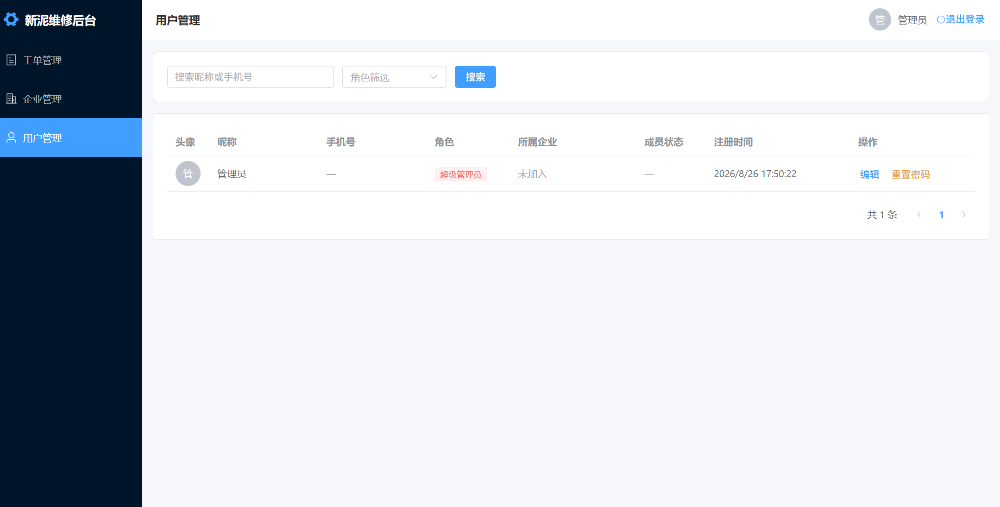 新泥维修后台
工单管理
企业管理
用户管理
用户管理
管 管理员 退出登录
搜索昵称或手机号 角色筛选 搜索
头像 昵称 手机号 角色 所属企业 成员状态 注册时间 操作
管 管理员 — 超级管理员 未加入 — 2026/8/26 17:50:22 编辑 重置密码
共 1 条 1